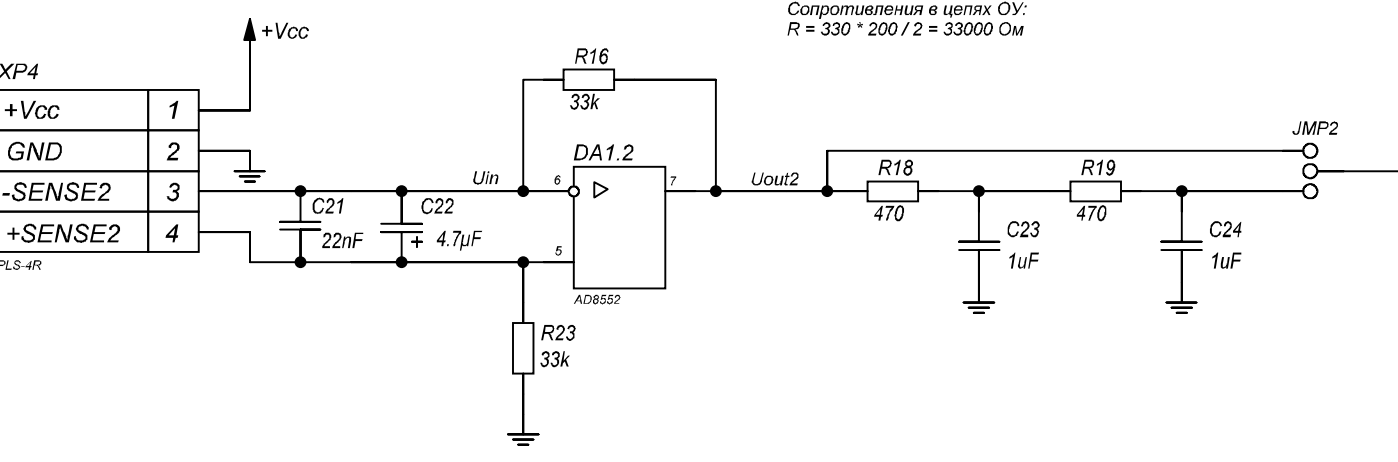 Сопротивления в цепях ОУ:
R = 330 * 200 / 2 = 33000 Ом
+Vcc
XP4
+Vcc 1
GND 2
-SENSE2 3
+SENSE2 4
PLS-4R
R16
33k
DA1.2
Uin
6
7
5
AD8552
C21
22nF
C22
+ 4.7µF
R23
33k
Uout2
R18
470
R19
470
C23
1uF
C24
1uF
JMP2